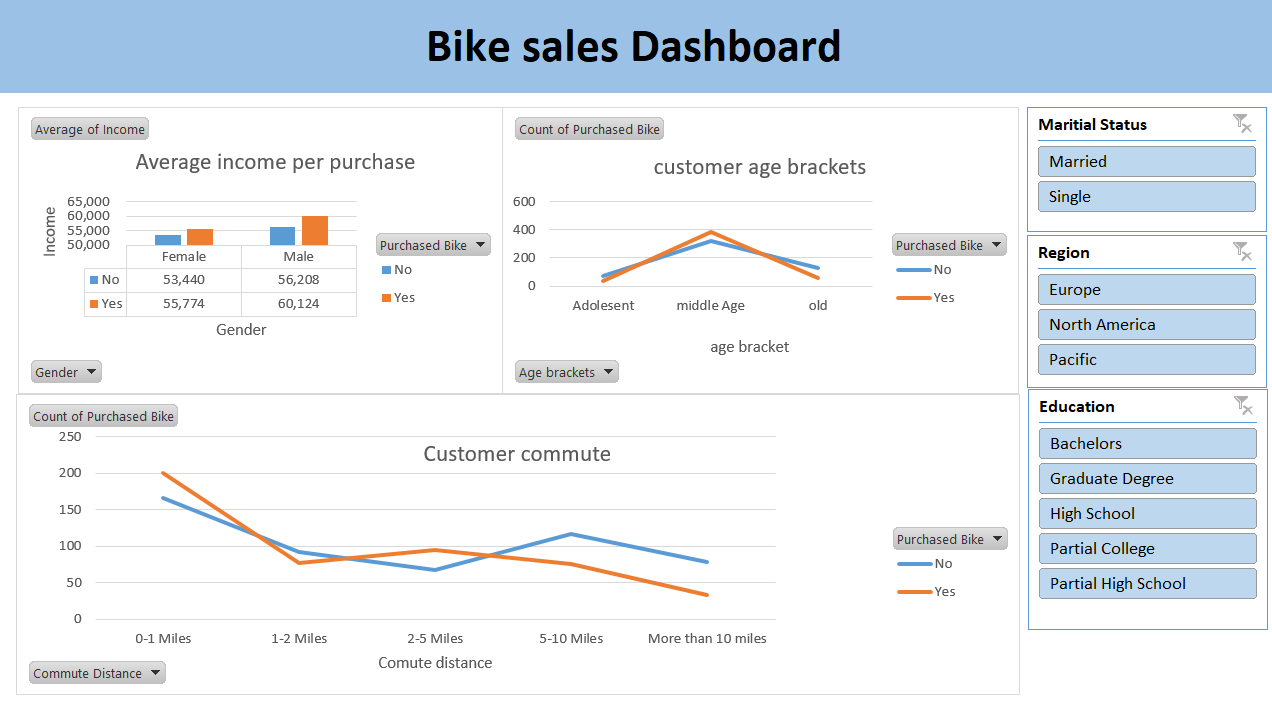 Bike sales Dashboard
Average of Income
Average income per purchase
Income
65,000
60,000
55,000
50,000
Female Male
No 53,440 56,208
Yes 55,774 60,124
Gender
Purchased Bike
No
Yes
Gender
Count of Purchased Bike
customer age brackets
600
400
200
0
Adolesent middle Age old
age bracket
Purchased Bike
No
Yes
Age brackets
Count of Purchased Bike
Customer commute
250
200
150
100
50
0
0-1 Miles 1-2 Miles 2-5 Miles 5-10 Miles More than 10 miles
Comute distance
Purchased Bike
No
Yes
Commute Distance
Maritial Status
Married
Single
Region
Europe
North America
Pacific
Education
Bachelors
Graduate Degree
High School
Partial College
Partial High School